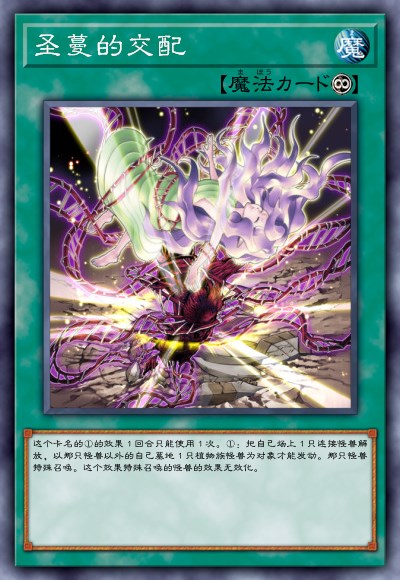 圣蔓的交配
魔
【魔法カード】
まほう
这个卡名的①的效果1回合只能使用1次。①:把自己场上1只连接怪兽解
放,以那只怪兽以外的自己墓地1只植物族怪兽为对象才能发动。那只怪兽
特殊召唤。这个效果特殊召唤的怪兽的效果无效化。